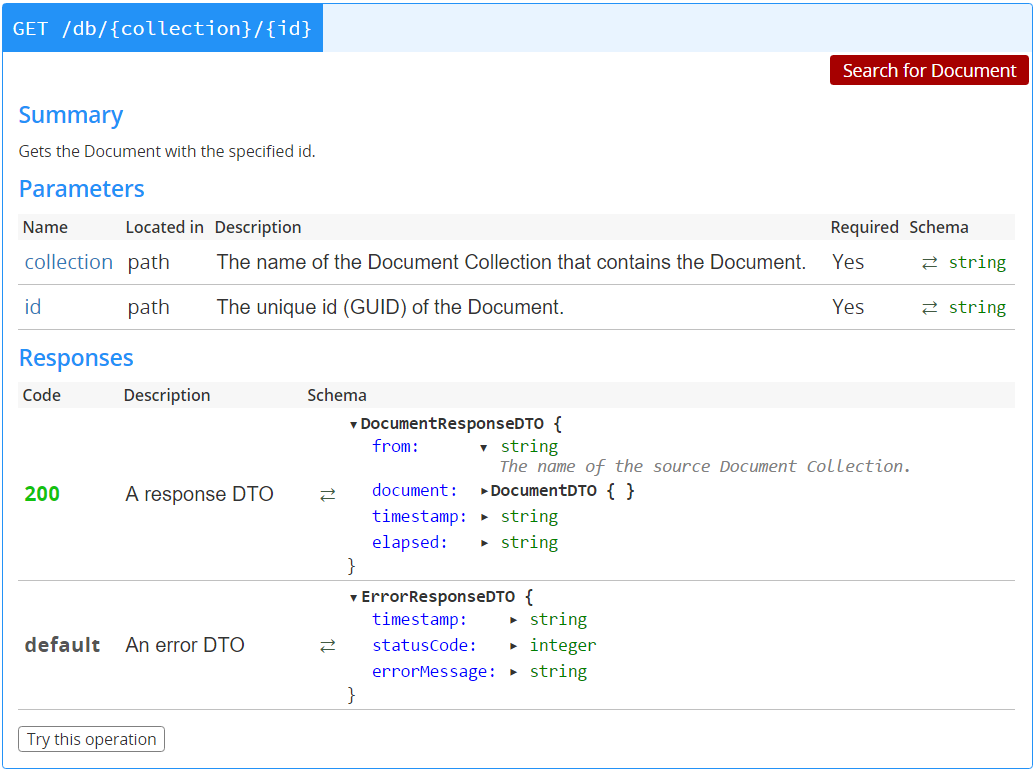 GET /db/{collection}/{id}
Search for Document
Summary
Gets the Document with the specified id.
Parameters
Name Located in Description Required Schema
collection path The name of the Document Collection that contains the Document. Yes ⇄ string
id path The unique id (GUID) of the Document. Yes ⇄ string
Responses
Code Description Schema
200 A response DTO ⇄
▾DocumentResponseDTO {
from: ▾ string
The name of the source Document Collection.
document: ▸DocumentDTO { }
timestamp: ▸ string
elapsed: ▸ string
}
default An error DTO ⇄
▾ErrorResponseDTO {
timestamp: ▸ string
statusCode: ▸ integer
errorMessage: ▸ string
}
Try this operation